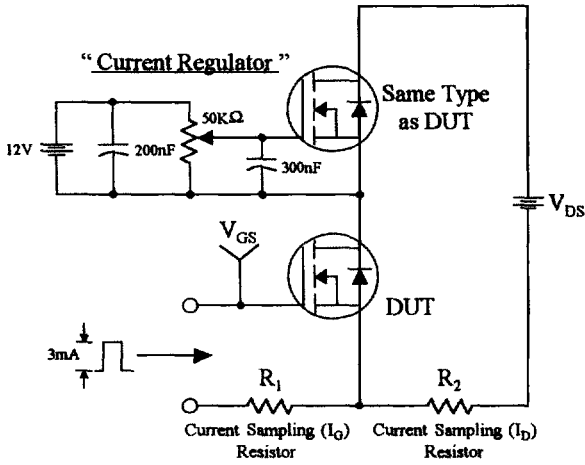 “ Current Regulator ”
Same Type
as DUT
50KΩ
12V
200nF
300nF
V_DS
V_GS
DUT
3mA
R_1
R_2
Current Sampling (I_G)
Resistor
Current Sampling (I_D)
Resistor